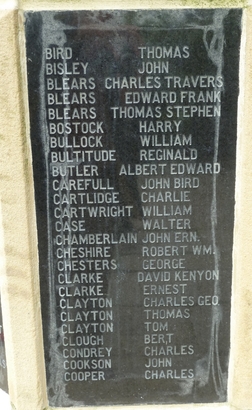 BIRD THOMAS
BISLEY JOHN
BLEARS CHARLES TRAVERS
BLEARS EDWARD FRANK
BLEARS THOMAS STEPHEN
BOSTOCK HARRY
BULLOCK WILLIAM
BULTITUDE REGINALD
BUTLER ALBERT EDWARD
CAREFULL JOHN BIRD
CARTLIDGE CHARLIE
CARTWRIGHT WILLIAM
CASE WALTER
CHAMBERLAIN JOHN ERN.
CHESHIRE ROBERT WM.
CHESTERS GEORGE
CLARKE DAVID KENYON
CLARKE ERNEST
CLAYTON CHARLES GEO.
CLAYTON THOMAS
CLAYTON TOM
CLOUGH BERT
CONDREY CHARLES
COOKSON JOHN
COOPER CHARLES